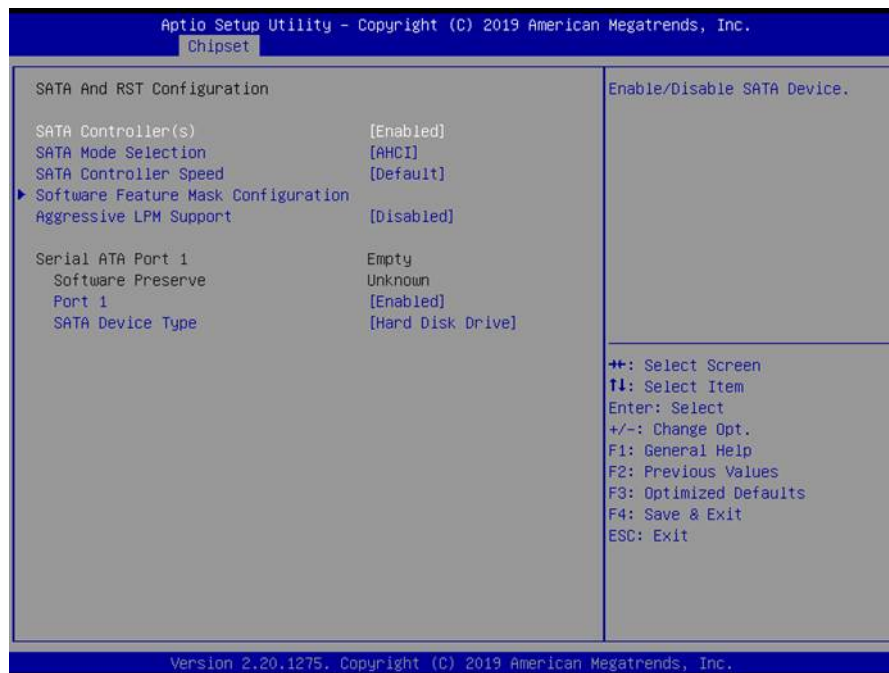 Aptio Setup Utility – Copyright (C) 2019 American Megatrends, Inc.
Chipset
SATA And RST Configuration
SATA Controller(s) [Enabled]
SATA Mode Selection [AHCI]
SATA Controller Speed [Default]
Software Feature Mask Configuration
Aggressive LPM Support [Disabled]
Serial ATA Port 1 Empty
Software Preserve Unknown
Port 1 [Enabled]
SATA Device Type [Hard Disk Drive]
Enable/Disable SATA Device.
→←: Select Screen
↑↓: Select Item
Enter: Select
+/-: Change Opt.
F1: General Help
F2: Previous Values
F3: Optimized Defaults
F4: Save & Exit
ESC: Exit
Version 2.20.1275. Copyright (C) 2019 American Megatrends, Inc.